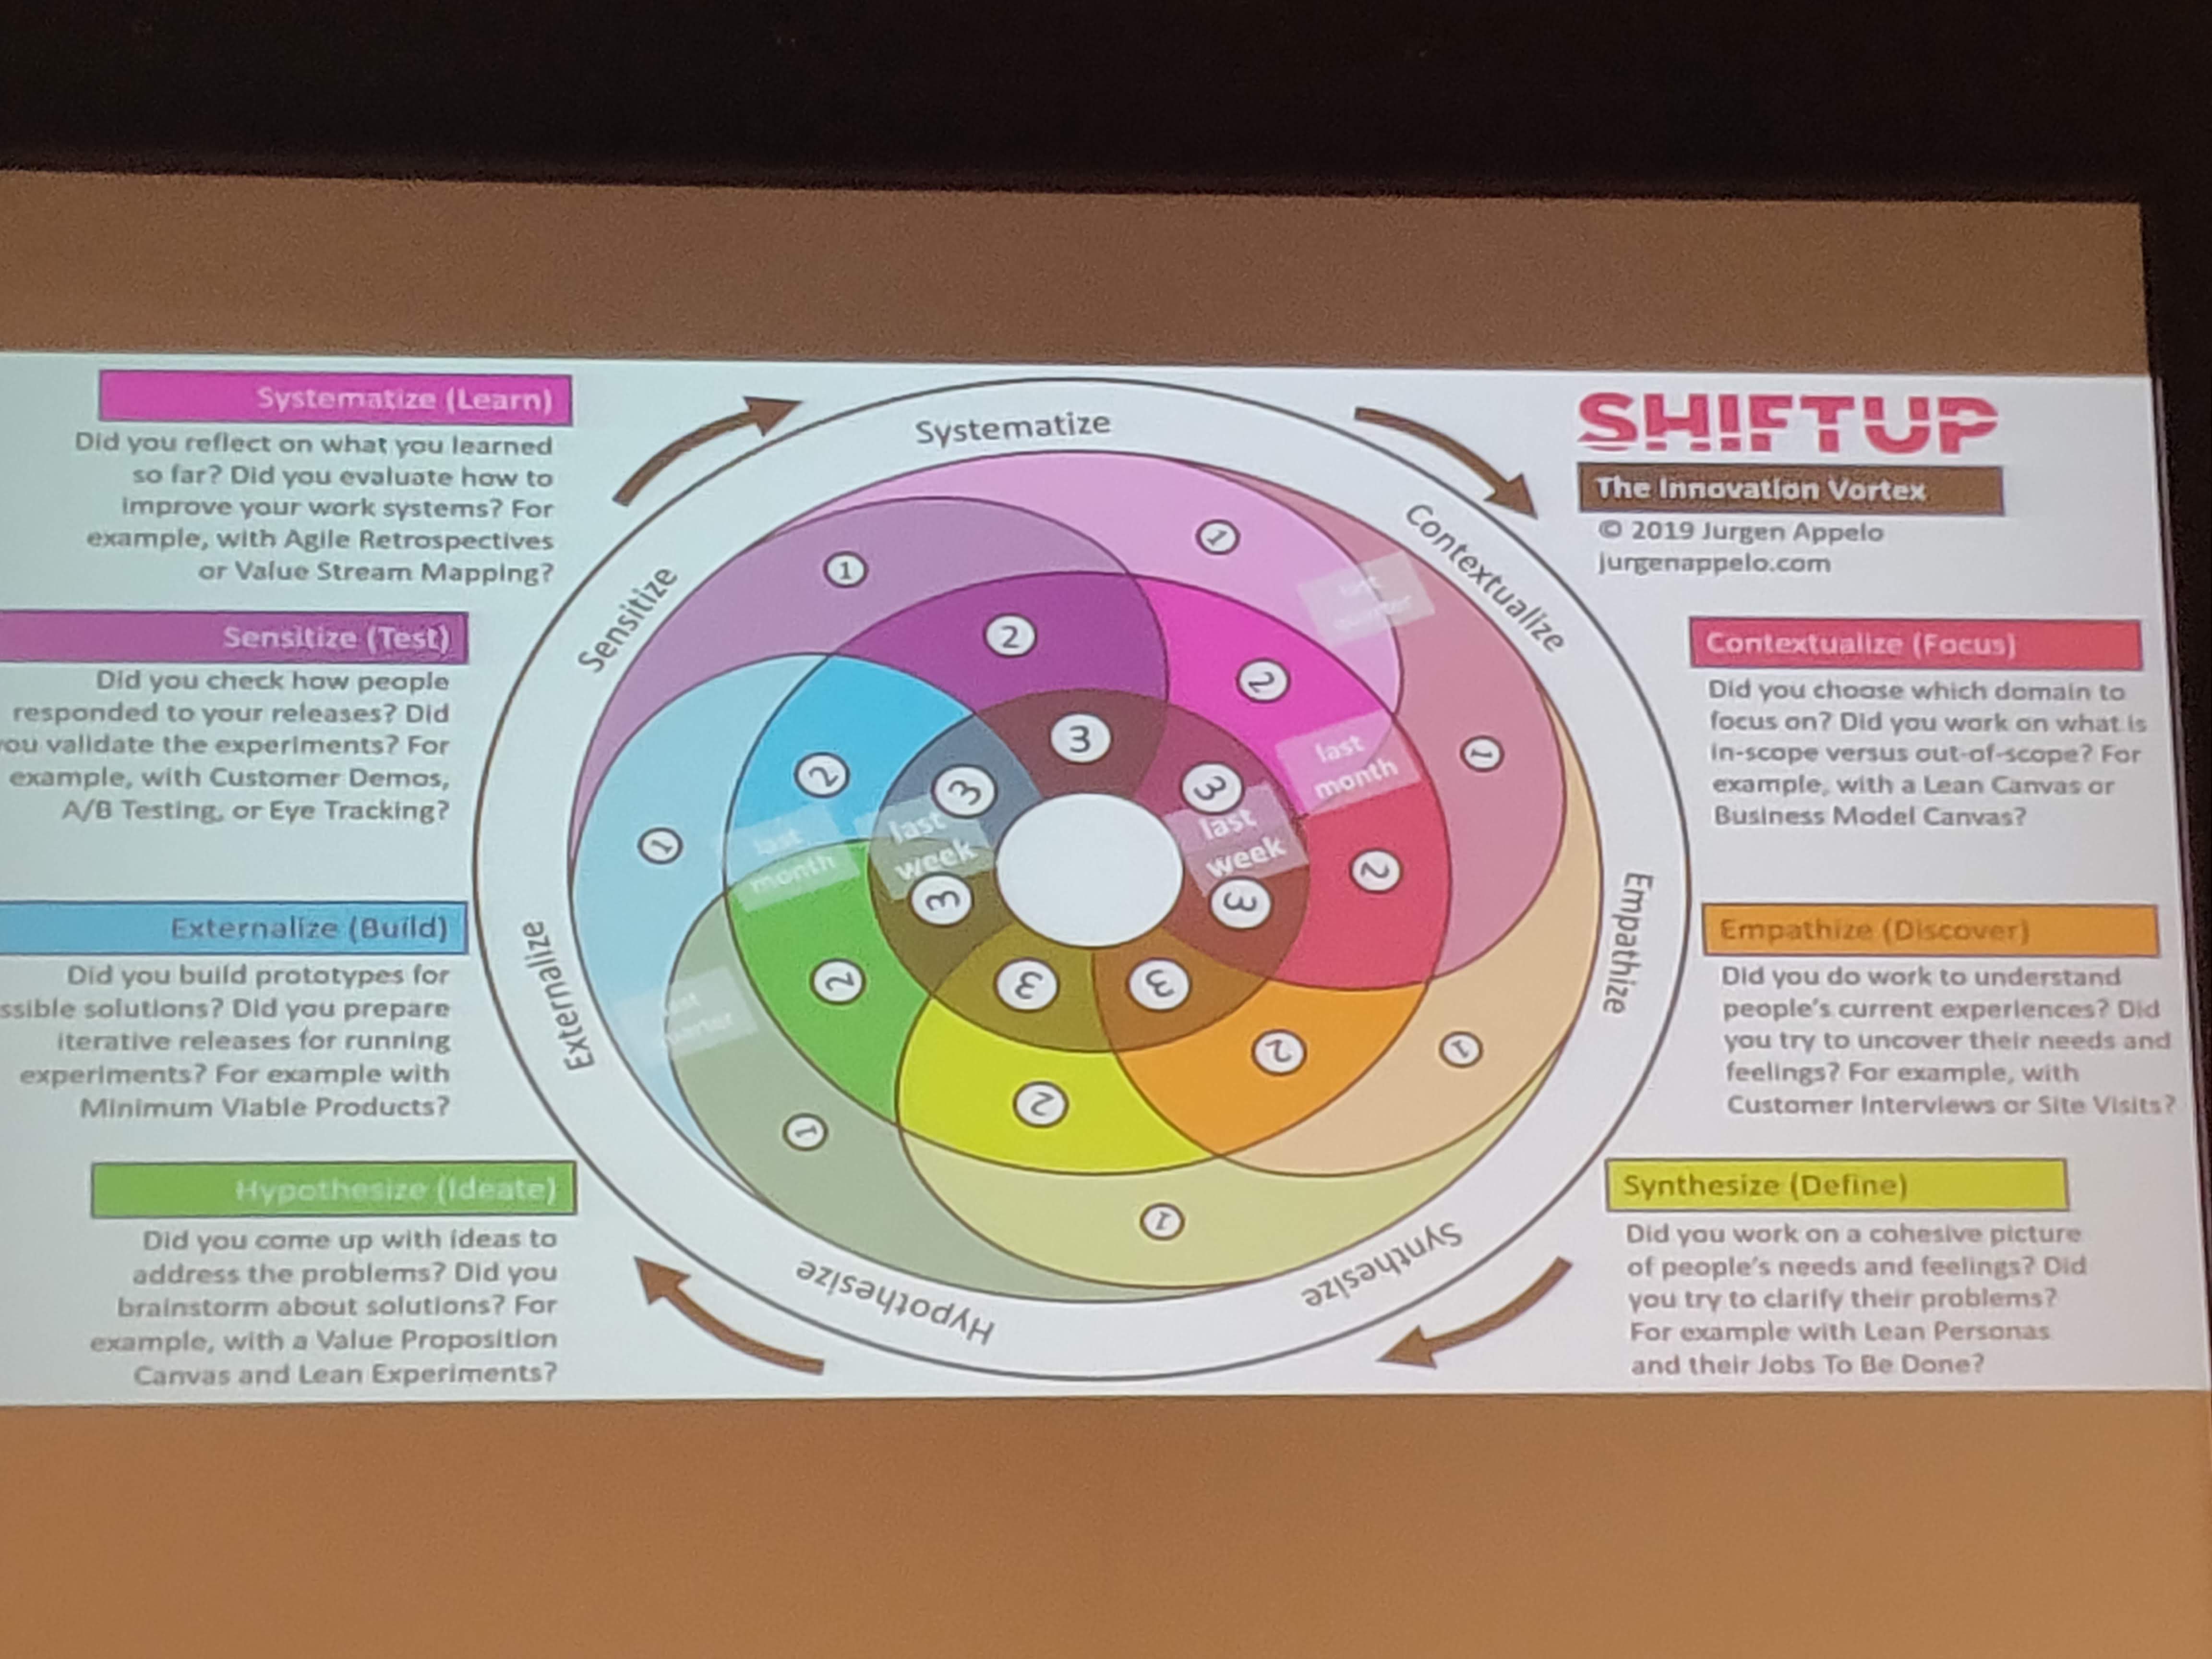 Systematize (Learn)
Did you reflect on what you learned
so far? Did you evaluate how to
improve your work systems? For
example, with Agile Retrospectives
or Value Stream Mapping?
Sensitize (Test)
Did you check how people
responded to your releases? Did
you validate the experiments? For
example, with Customer Demos,
A/B Testing, or Eye Tracking?
Externalize (Build)
Did you build prototypes for
ssible solutions? Did you prepare
iterative releases for running
experiments? For example with
Minimum Viable Products?
Hypothesize (Ideate)
Did you come up with ideas to
address the problems? Did you
brainstorm about solutions? For
example, with a Value Proposition
Canvas and Lean Experiments?
Systematize
Contextualize
Empathize
Synthesize
Hypothesize
Externalize
Sensitize
1
1
1
1
1
1
1
2
2
2
2
2
2
2
3
3
3
3
3
3
3
last
month
last
week
last
month
last
week
SHIFTUP
The Innovation Vortex
© 2019 Jurgen Appelo
jurgenappelo.com
Contextualize (Focus)
Did you choose which domain to
focus on? Did you work on what is
in-scope versus out-of-scope? For
example, with a Lean Canvas or
Business Model Canvas?
Empathize (Discover)
Did you do work to understand
people's current experiences? Did
you try to uncover their needs and
feelings? For example, with
Customer Interviews or Site Visits?
Synthesize (Define)
Did you work on a cohesive picture
of people's needs and feelings? Did
you try to clarify their problems?
For example with Lean Personas
and their Jobs To Be Done?